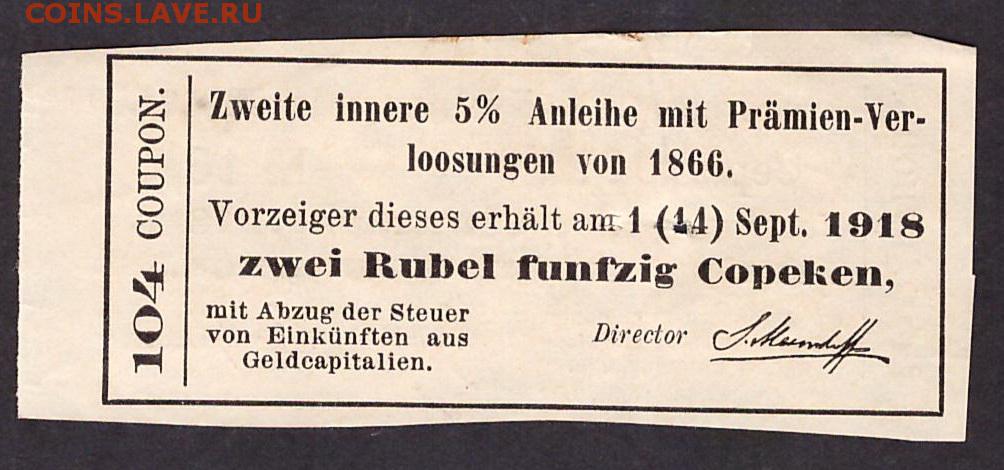 COINS.LAVE.RU
104 COUPON.
Zweite innere 5% Anleihe mit Prämien-Ver-
loosungen von 1866.
Vorzeiger dieses erhält am 1 (14) Sept. 1918
zwei Rubel funfzig Copeken,
mit Abzug der Steuer
von Einkünften aus
Geldcapitalien.
Director